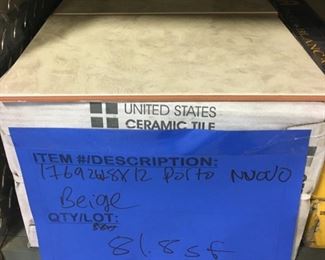 UNITED STATES
CERAMIC TILE
ITEM #/DESCRIPTION:
17692W8X12 Porto NUOVO
Beige
QTY/LOT:
81.8 sf